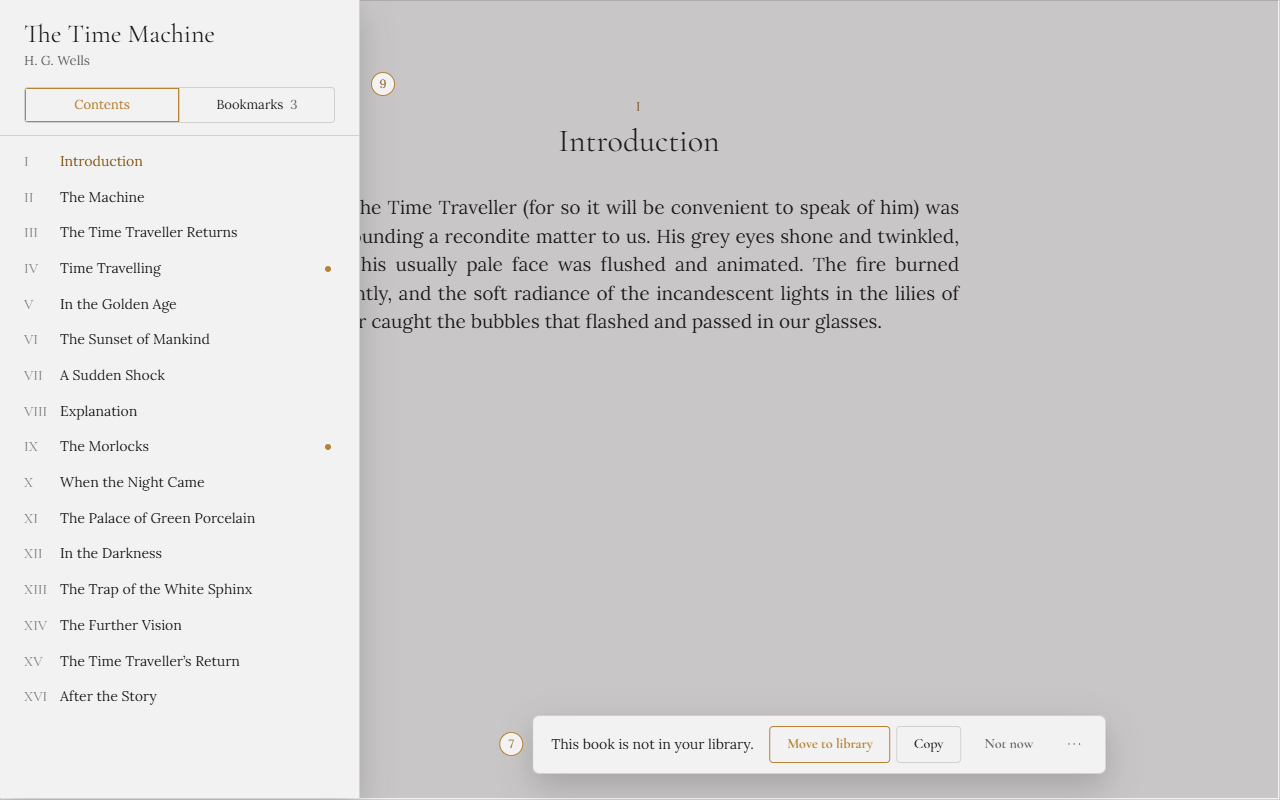 The Time Machine
H. G. Wells
Contents
Bookmarks 3
I Introduction
II The Machine
III The Time Traveller Returns
IV Time Travelling
V In the Golden Age
VI The Sunset of Mankind
VII A Sudden Shock
VIII Explanation
IX The Morlocks
X When the Night Came
XI The Palace of Green Porcelain
XII In the Darkness
XIII The Trap of the White Sphinx
XIV The Further Vision
XV The Time Traveller’s Return
XVI After the Story
9
I
Introduction
he Time Traveller (for so it will be convenient to speak of him) was
ounding a recondite matter to us. His grey eyes shone and twinkled,
his usually pale face was flushed and animated. The fire burned
ntly, and the soft radiance of the incandescent lights in the lilies of
r caught the bubbles that flashed and passed in our glasses.
7
This book is not in your library.
Move to library
Copy
Not now
···